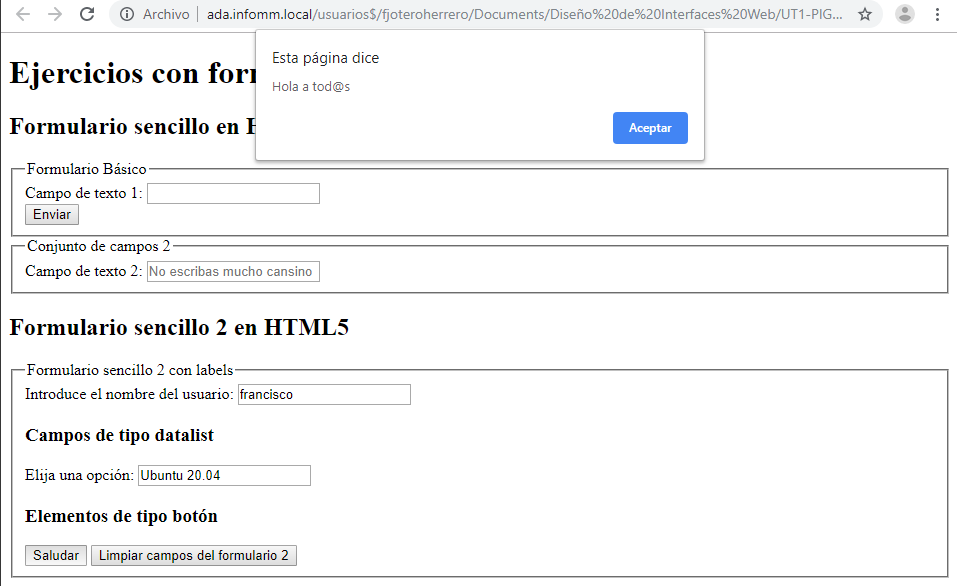 Archivo | ada.infomm.local/usuarios$/fjoteroherrero/Documents/Diseño%20de%20Interfaces%20Web/UT1-PIG...
Esta página dice
Hola a tod@s
Aceptar
Ejercicios con for
Formulario sencillo en H
Formulario Básico
Campo de texto 1:
Enviar
Conjunto de campos 2
Campo de texto 2: No escribas mucho cansino
Formulario sencillo 2 en HTML5
Formulario sencillo 2 con labels
Introduce el nombre del usuario: francisco
Campos de tipo datalist
Elija una opción: Ubuntu 20.04
Elementos de tipo botón
Saludar Limpiar campos del formulario 2